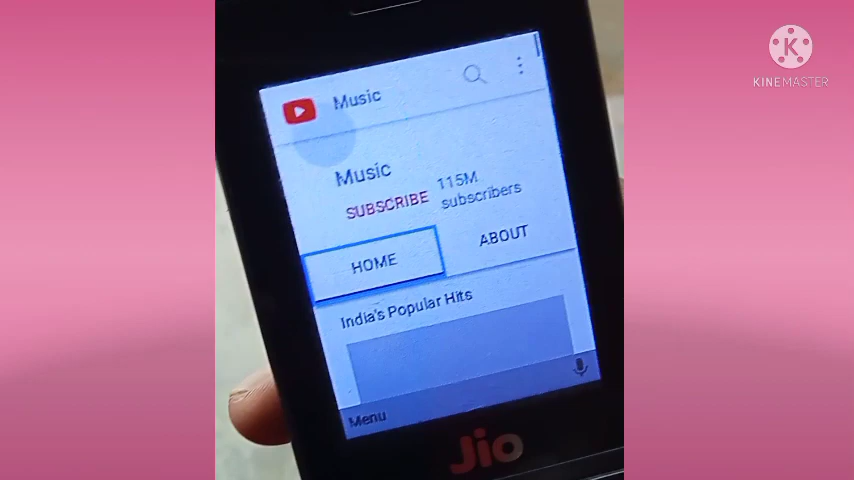 KINEMASTER
Music
Music
SUBSCRIBE 115M subscribers
HOME ABOUT
India's Popular Hits
Menu
Jio